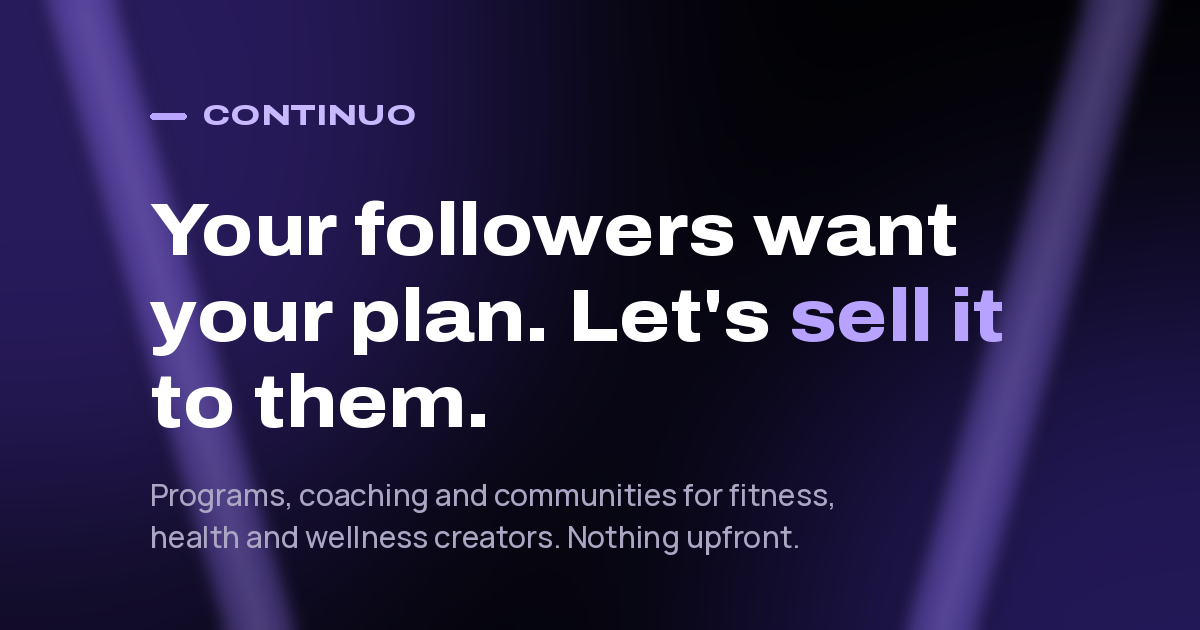 CONTINUO
Your followers want
your plan. Let's sell it
to them.
Programs, coaching and communities for fitness,
health and wellness creators. Nothing upfront.